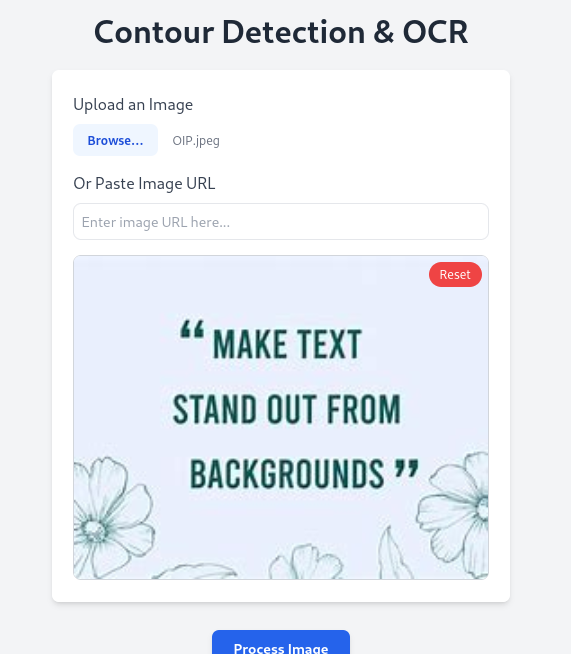 Contour Detection & OCR
Upload an Image
Browse...
OIP.jpeg
Or Paste Image URL
Enter image URL here...
Reset
“ MAKE TEXT
STAND OUT FROM
BACKGROUNDS ”
Process Image